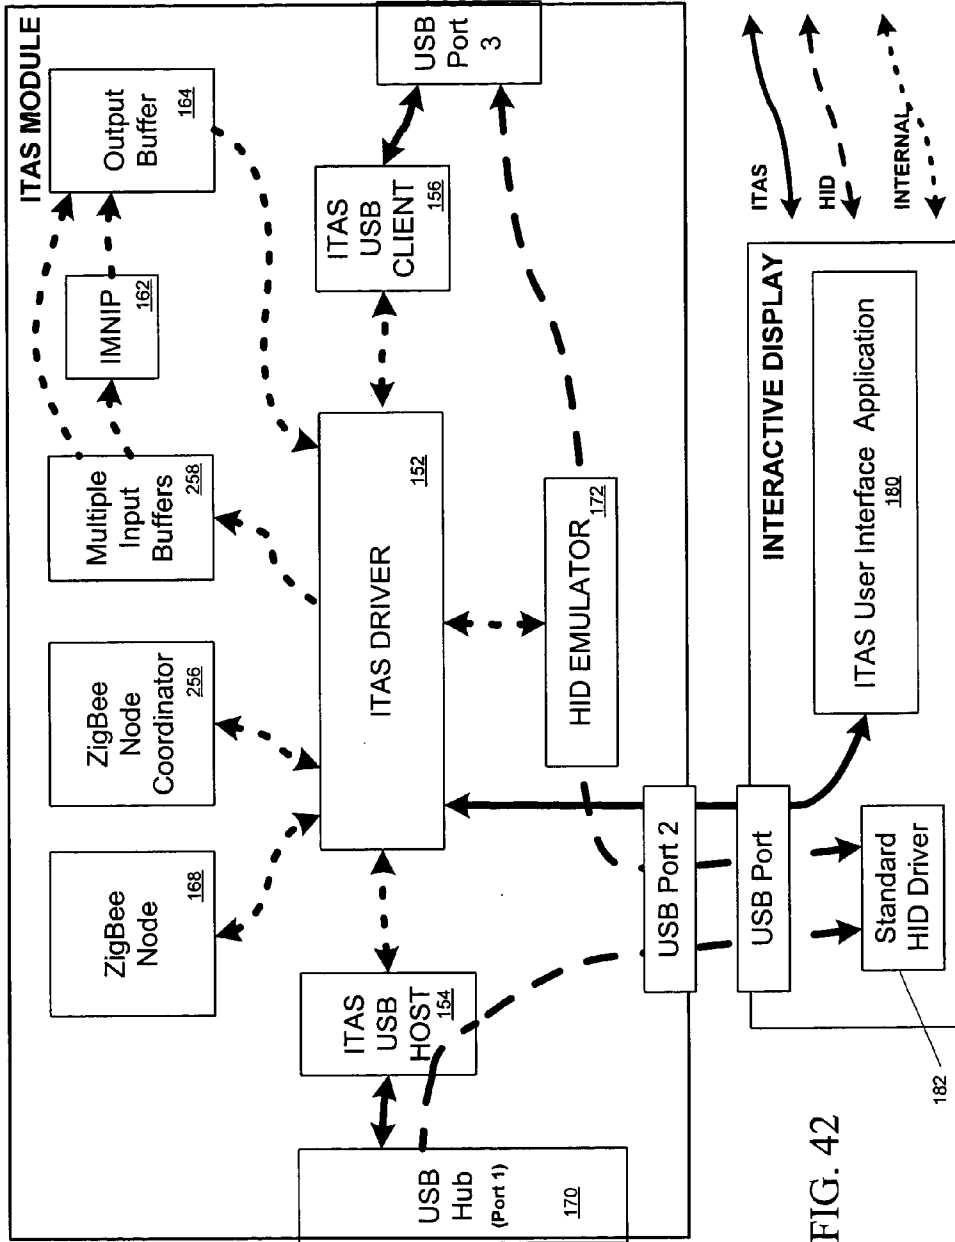 ITAS MODULE
USB
Hub
(Port 1)
170
ZigBee
Node
168
ZigBee
Node
Coordinator
256
Multiple
Input
Buffers
258
IMNIP
162
Output
Buffer
164
ITAS
USB
HOST
154
ITAS DRIVER
152
ITAS
USB
CLIENT
156
USB
Port
3
HID EMULATOR
172
USB Port 2
INTERACTIVE DISPLAY
USB Port
ITAS User Interface Application
180
Standard
HID Driver
182
ITAS
HID
INTERNAL
FIG. 42